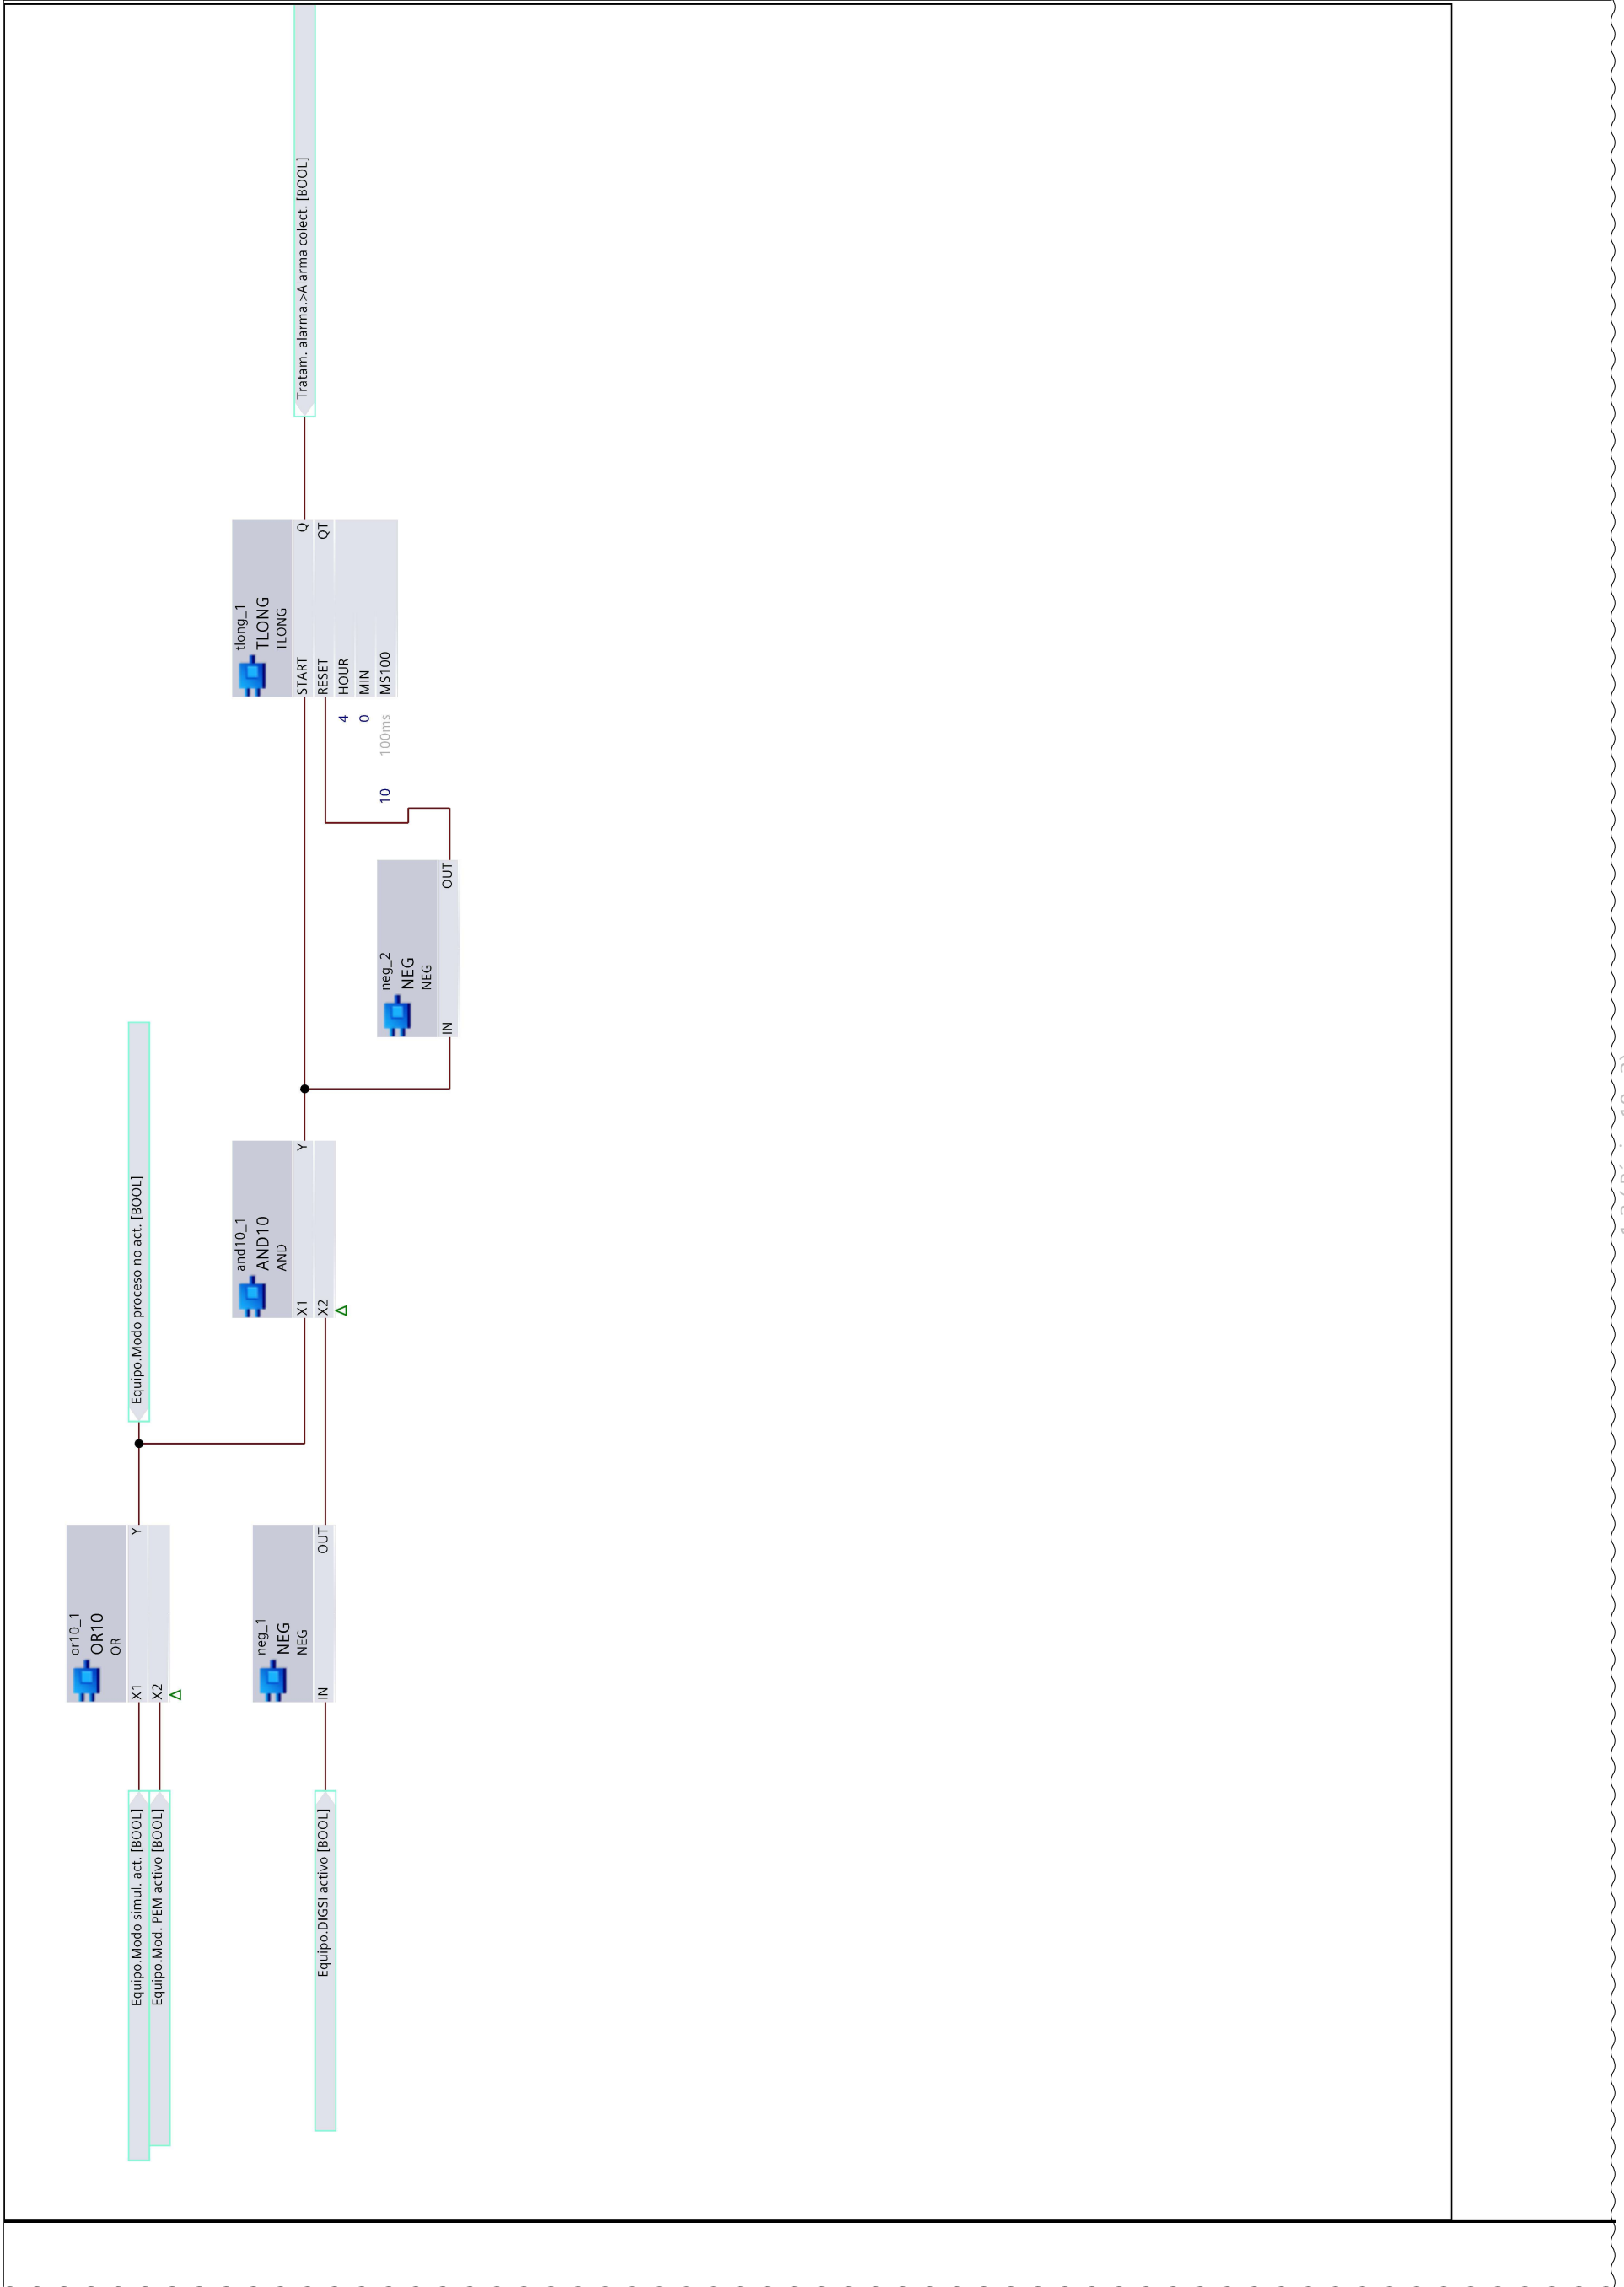 Equipo.Modo simul. act. [BOOL]
Equipo.Mod. PEM activo [BOOL]
or10_1
OR10
OR
X1
X2
Y
Equipo.Modo proceso no act. [BOOL]
Equipo.DIGSI activo [BOOL]
neg_1
NEG
NEG
IN
OUT
and10_1
AND10
AND
X1
X2
Y
neg_2
NEG
NEG
IN
OUT
tlong_1
TLONG
TLONG
START
Q
RESET
QT
4
HOUR
0
MIN
10 100ms
MS100
Tratam. alarma.>Alarma colect. [BOOL]